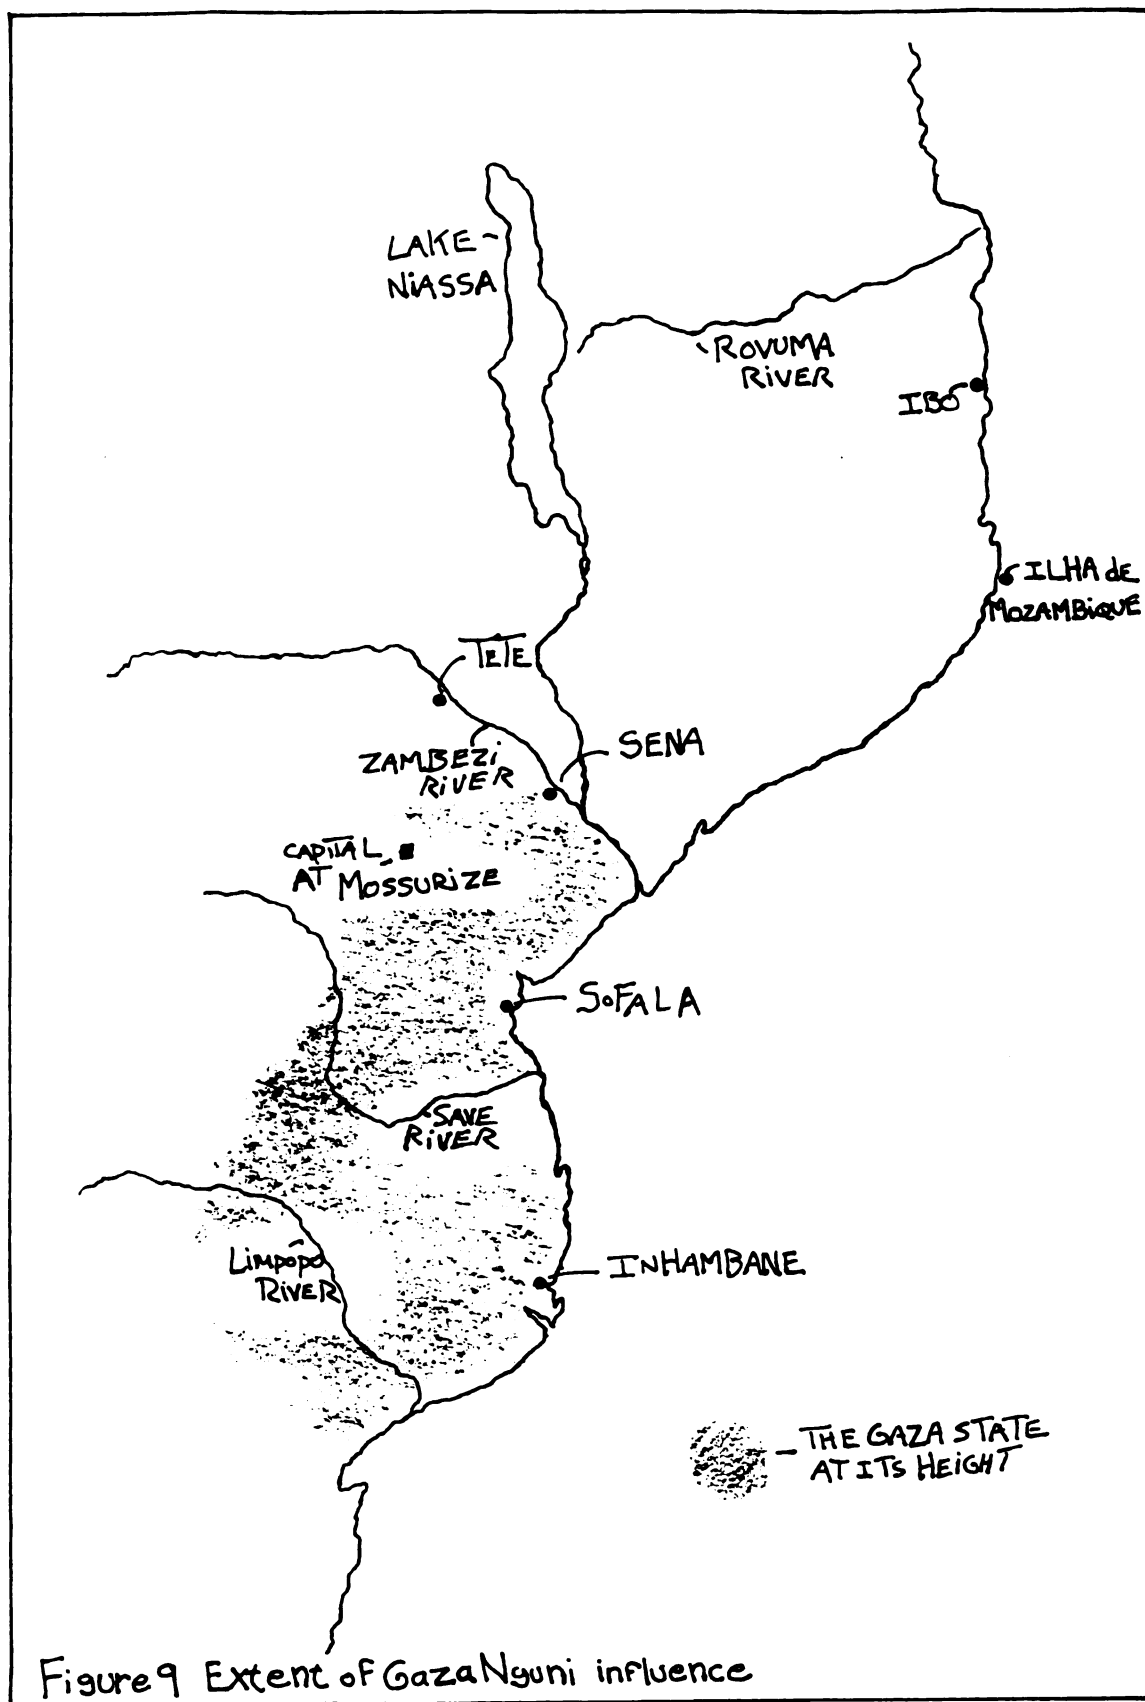 LAKE
NIASSA
ROVUMA
RIVER
IBO
ILHA de
MOZAMBIQUE
TETE
SENA
ZAMBEZI
RIVER
CAPITAL
AT MOSSURIZE
SOFALA
SAVE
RIVER
LIMPOPO
RIVER
INHAMBANE
THE GAZA STATE
AT ITS HEIGHT
Figure 9 Extent of Gaza Nguni influence